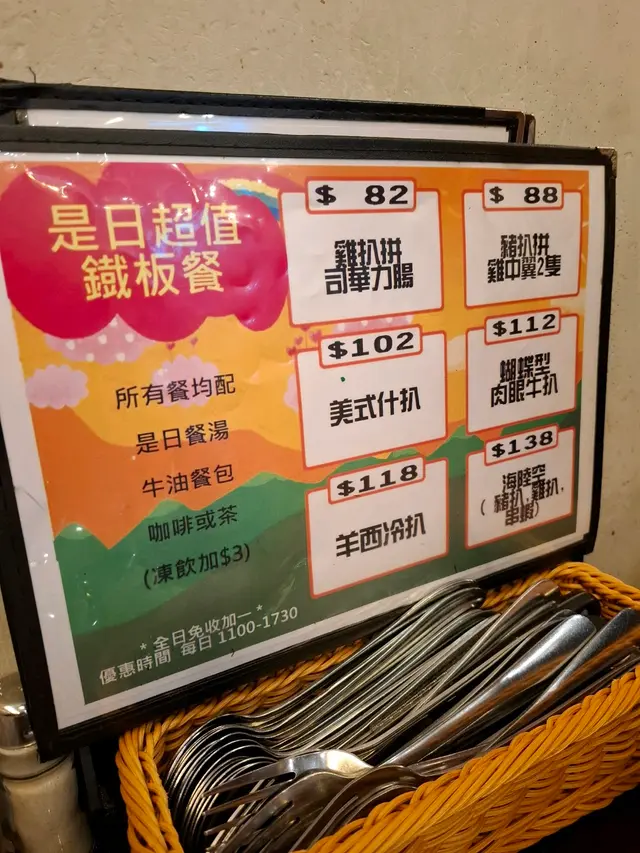 是日超值
鐵板餐
所有餐均配
是日餐湯
牛油餐包
咖啡或茶
(凍飲加$3)
* 全日免收加一 *
優惠時間 每日 1100-1730
$ 82
雞扒拼
司華力腸
$ 88
豬扒拼
雞中翼2隻
$102
美式什扒
$112
蝴蝶型
肉眼牛扒
$118
羊西冷扒
$138
海陸空
( 豬扒, 雞扒,
串蝦)